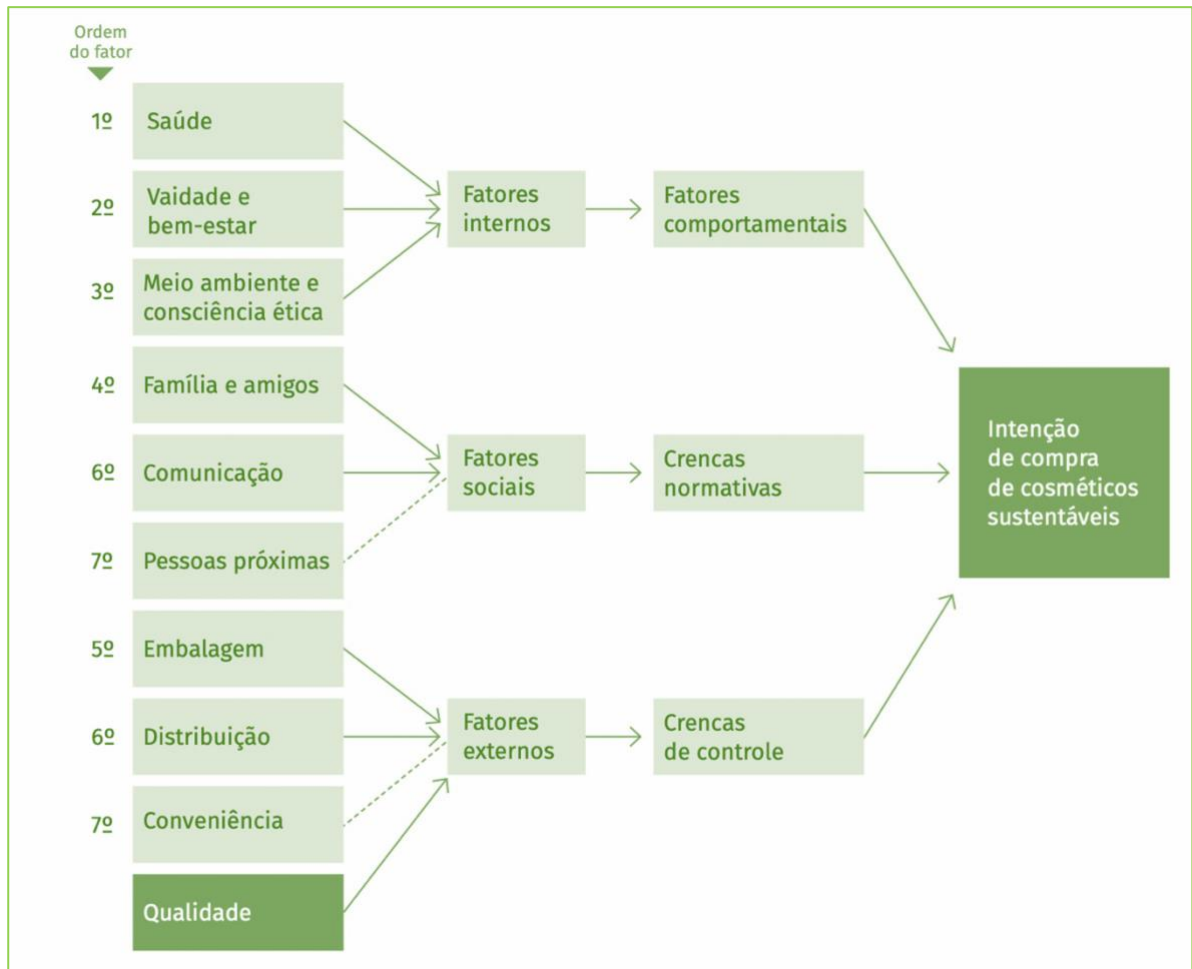 Ordem
do fator
1º
Saúde
2º
Vaidade e
bem-estar
3º
Meio ambiente e
consciência ética
4º
Família e amigos
6º
Comunicação
7º
Pessoas próximas
5º
Embalagem
6º
Distribuição
7º
Conveniência
Qualidade
Fatores
internos
Fatores
sociais
Fatores
externos
Fatores
comportamentais
Crencas
normativas
Crencas
de controle
Intenção
de compra
de cosméticos
sustentáveis